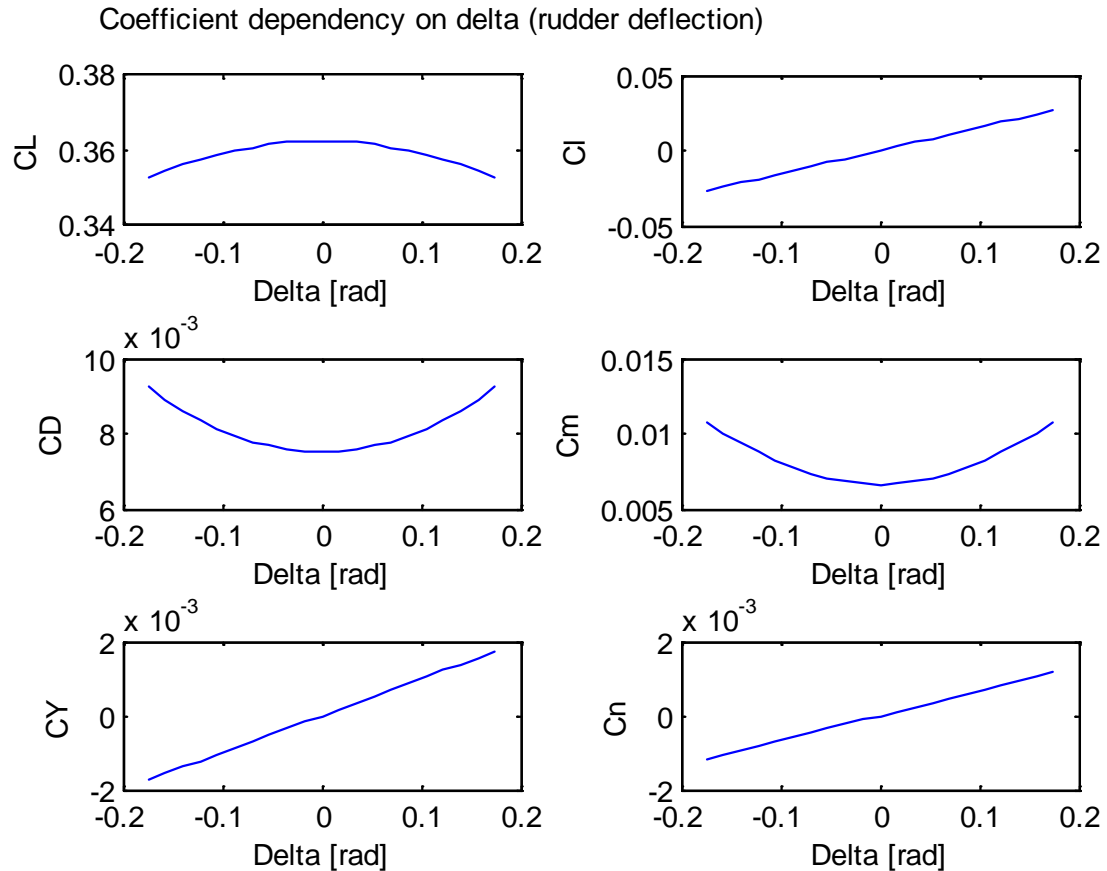 Coefficient dependency on delta (rudder deflection)
0.38
0.36
0.34
CL
-0.2 -0.1 0 0.1 0.2
Delta [rad]
0.05
0
-0.05
Cl
-0.2 -0.1 0 0.1 0.2
Delta [rad]
x 10-3
10
8
6
CD
-0.2 -0.1 0 0.1 0.2
Delta [rad]
0.015
0.01
0.005
Cm
-0.2 -0.1 0 0.1 0.2
Delta [rad]
x 10-3
2
0
-2
CY
-0.2 -0.1 0 0.1 0.2
Delta [rad]
x 10-3
2
0
-2
Cn
-0.2 -0.1 0 0.1 0.2
Delta [rad]